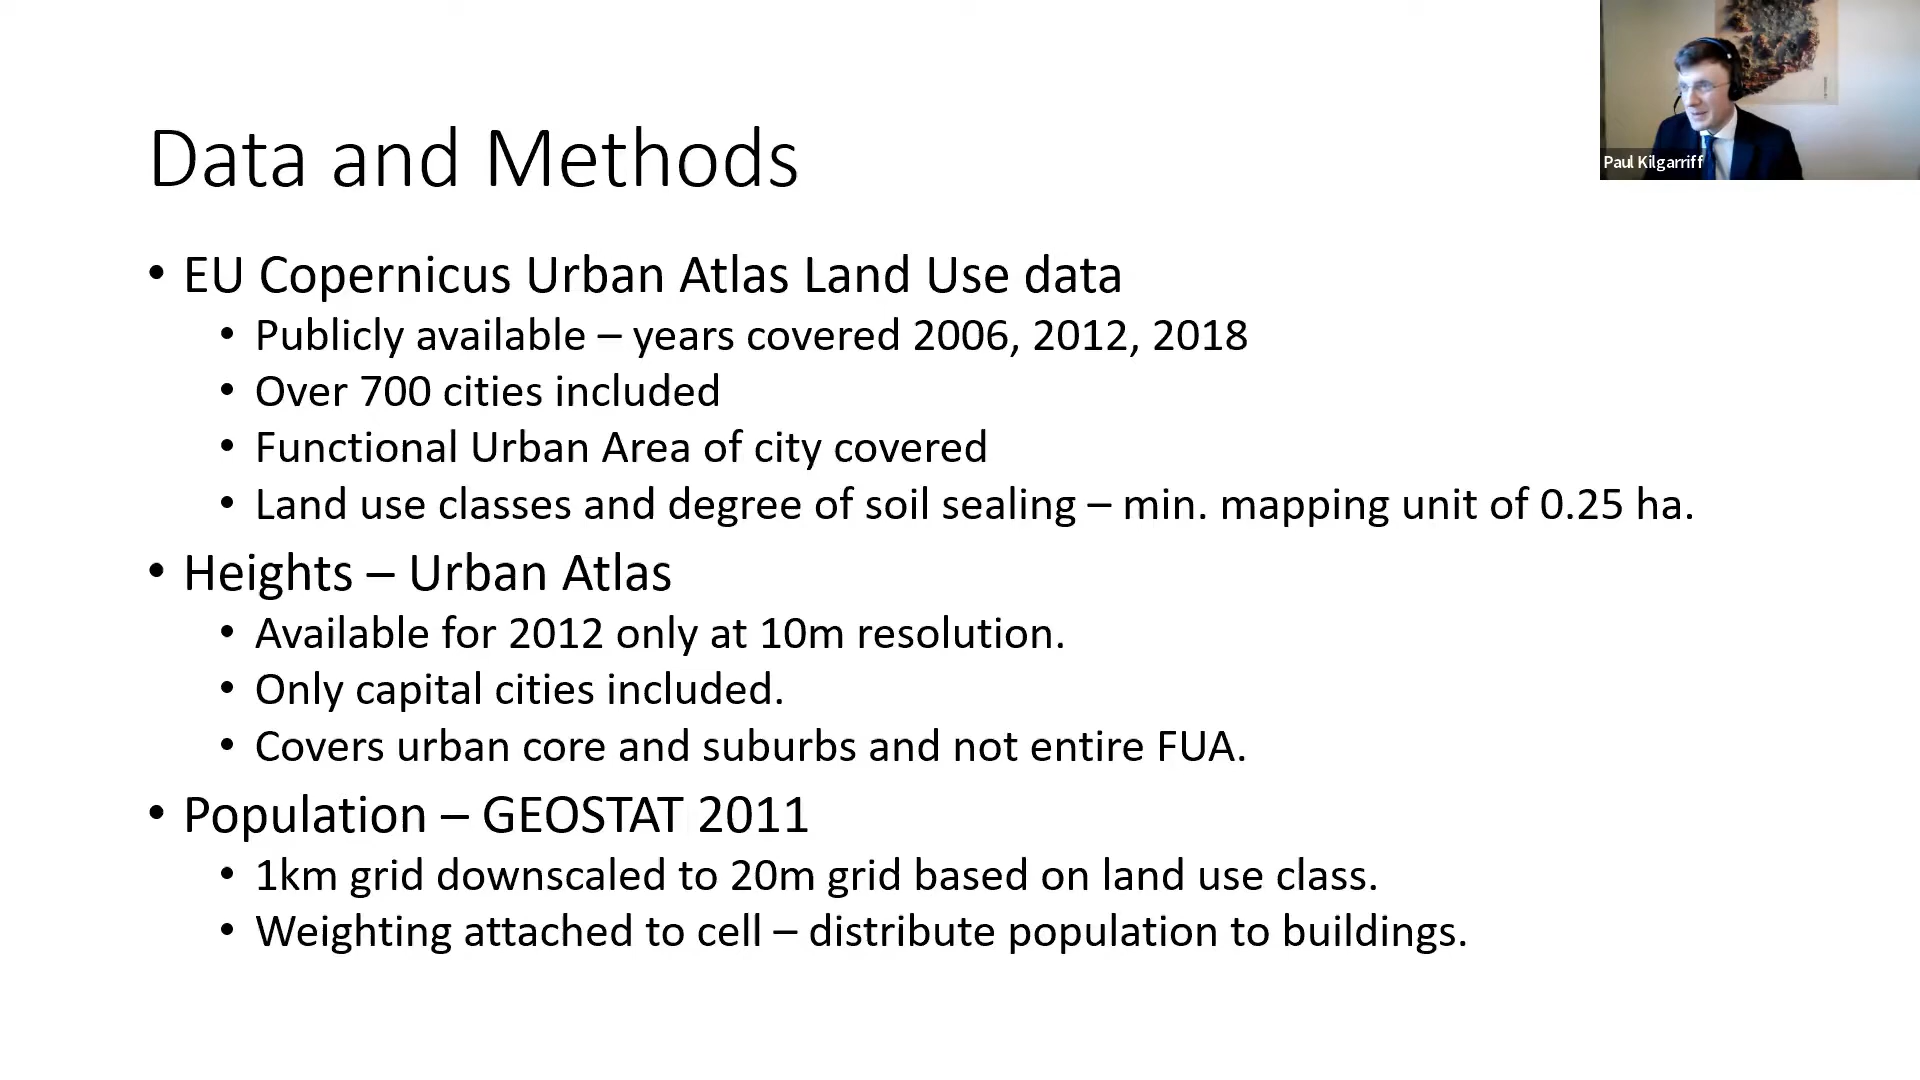 Data and Methods
Paul Kilgarriff
• EU Copernicus Urban Atlas Land Use data
• Publicly available – years covered 2006, 2012, 2018
• Over 700 cities included
• Functional Urban Area of city covered
• Land use classes and degree of soil sealing – min. mapping unit of 0.25 ha.
• Heights – Urban Atlas
• Available for 2012 only at 10m resolution.
• Only capital cities included.
• Covers urban core and suburbs and not entire FUA.
• Population – GEOSTAT 2011
• 1km grid downscaled to 20m grid based on land use class.
• Weighting attached to cell – distribute population to buildings.